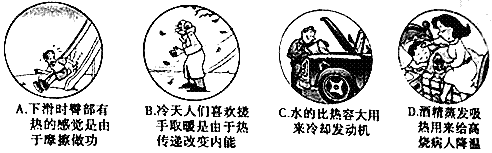 A.下滑时臀部有
热的感觉是由
于摩擦做功
B.冷天人们喜欢搓
手取暖是由于热
传递改变内能
C.水的比热容大用
来冷却发动机
D.酒精蒸发吸
热用来给高
烧病人降温